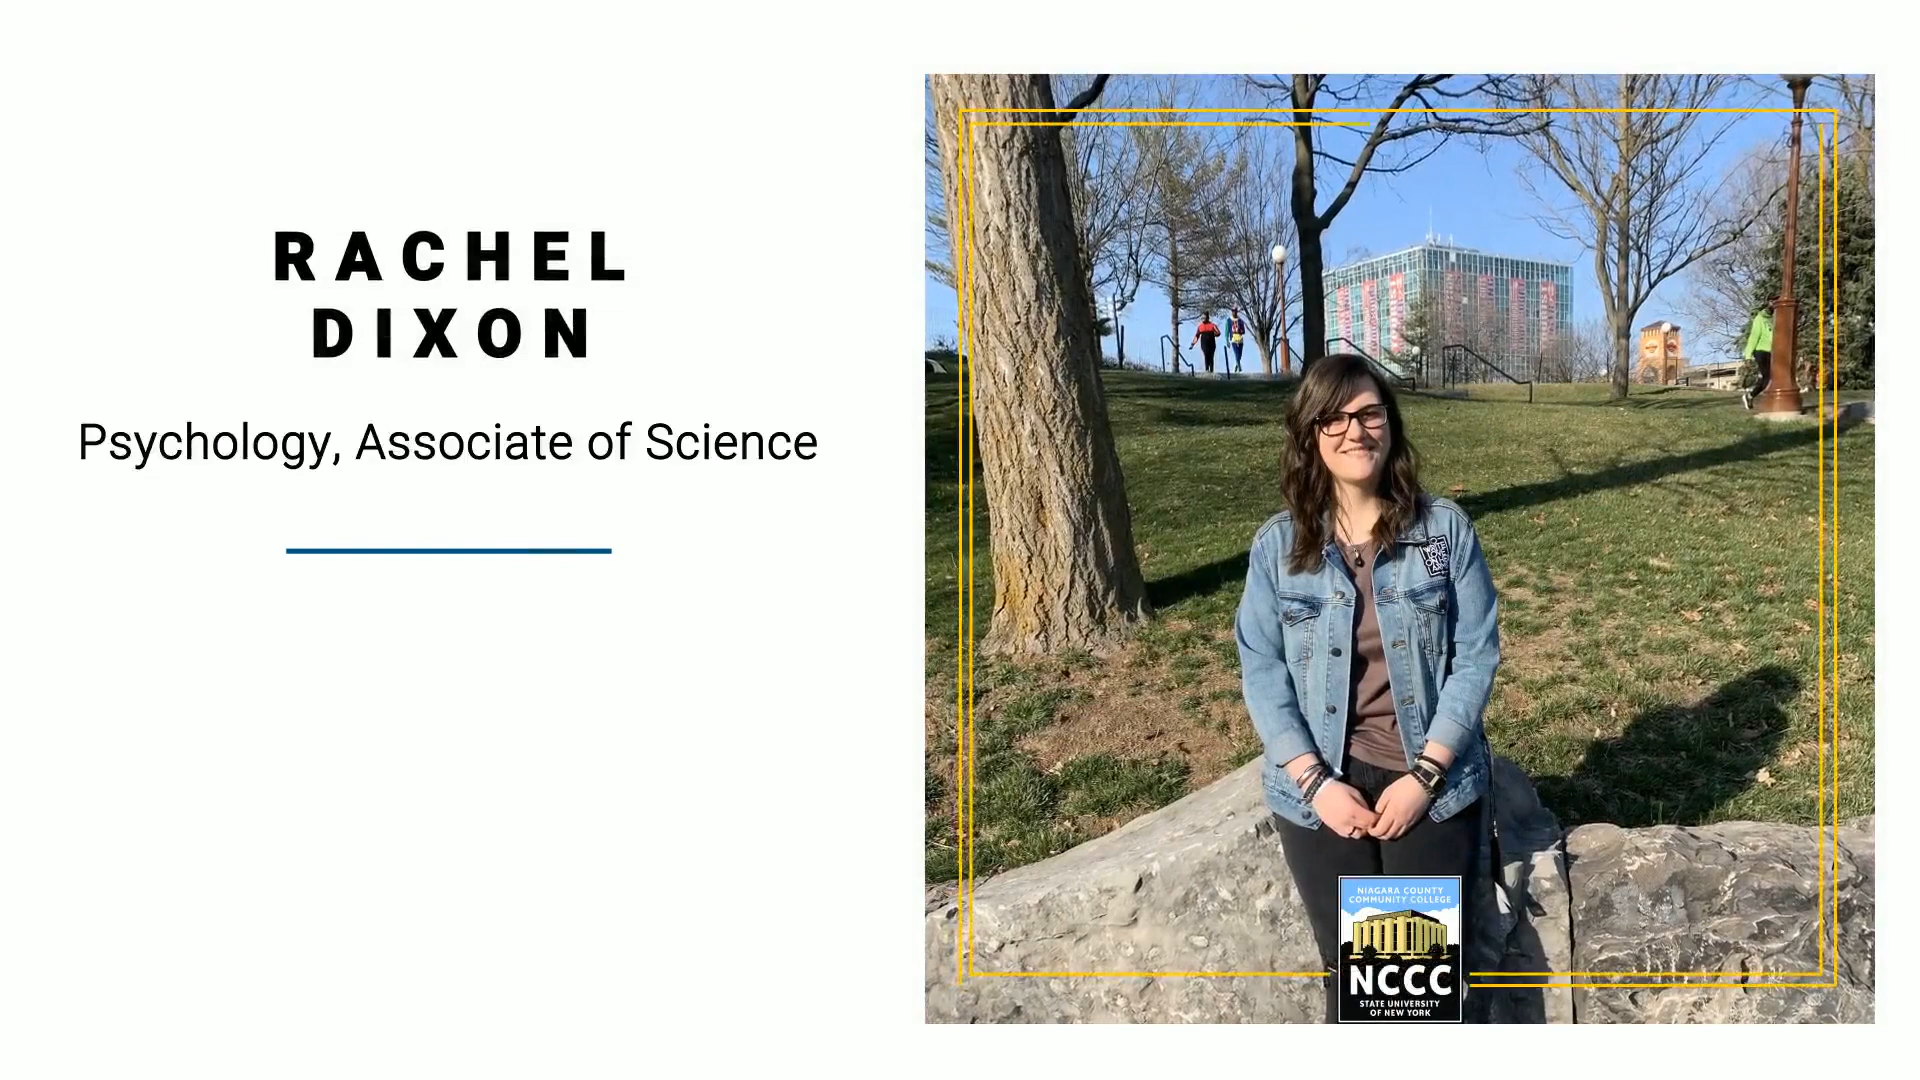 RACHEL
DIXON
Psychology, Associate of Science
NIAGARA COUNTY
COMMUNITY COLLEGE
NCCC
STATE UNIVERSITY
OF NEW YORK